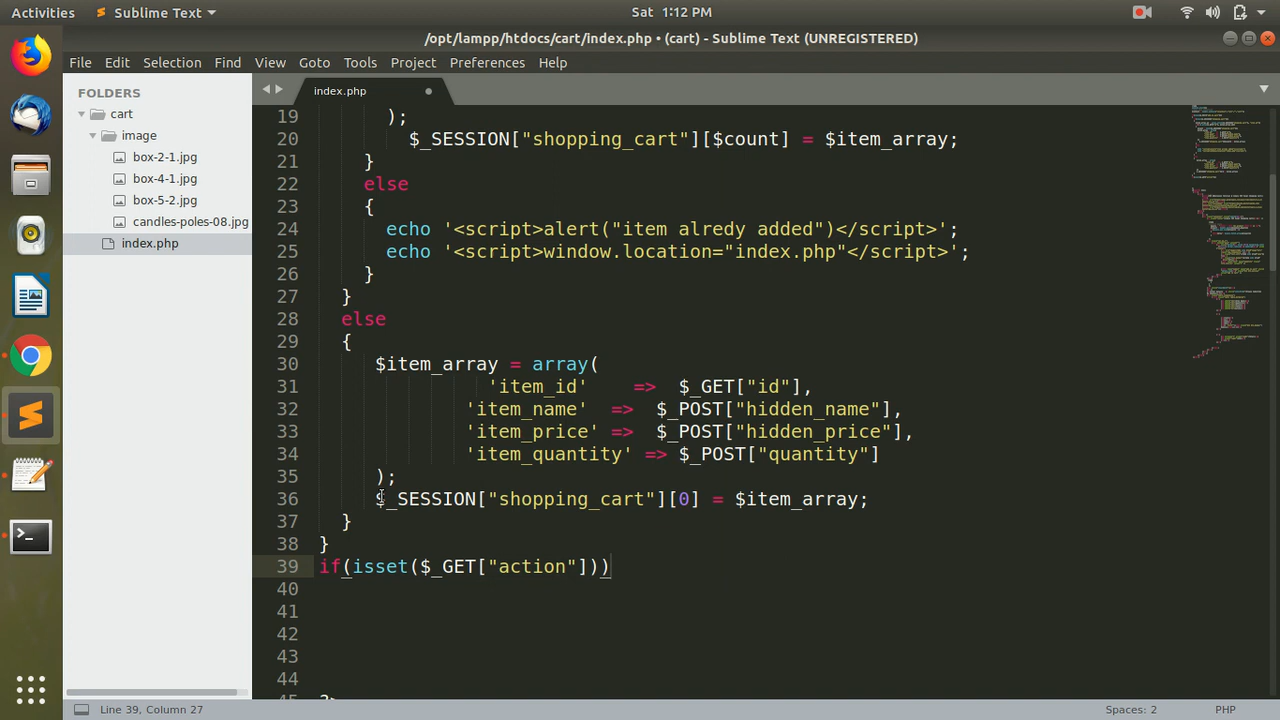 Activities
Sublime Text
Sat 1:12 PM
/opt/lampp/htdocs/cart/index.php • (cart) - Sublime Text (UNREGISTERED)
File Edit Selection Find View Goto Tools Project Preferences Help
FOLDERS
cart
image
box-2-1.jpg
box-4-1.jpg
box-5-2.jpg
candles-poles-08.jpg
index.php
index.php
19 );
20 $_SESSION["shopping_cart"][$count] = $item_array;
21 }
22 else
23 {
24 echo '<script>alert("item alredy added")</script>';
25 echo '<script>window.location="index.php"</script>';
26 }
27 }
28 else
29 {
30 $item_array = array(
31 'item_id' => $_GET["id"],
32 'item_name' => $_POST["hidden_name"],
33 'item_price' => $_POST["hidden_price"],
34 'item_quantity' => $_POST["quantity"]
35 );
36 $_SESSION["shopping_cart"][0] = $item_array;
37 }
38 }
39 if(isset($_GET["action"]))
40
41
42
43
44
Line 39, Column 27
Spaces: 2
PHP